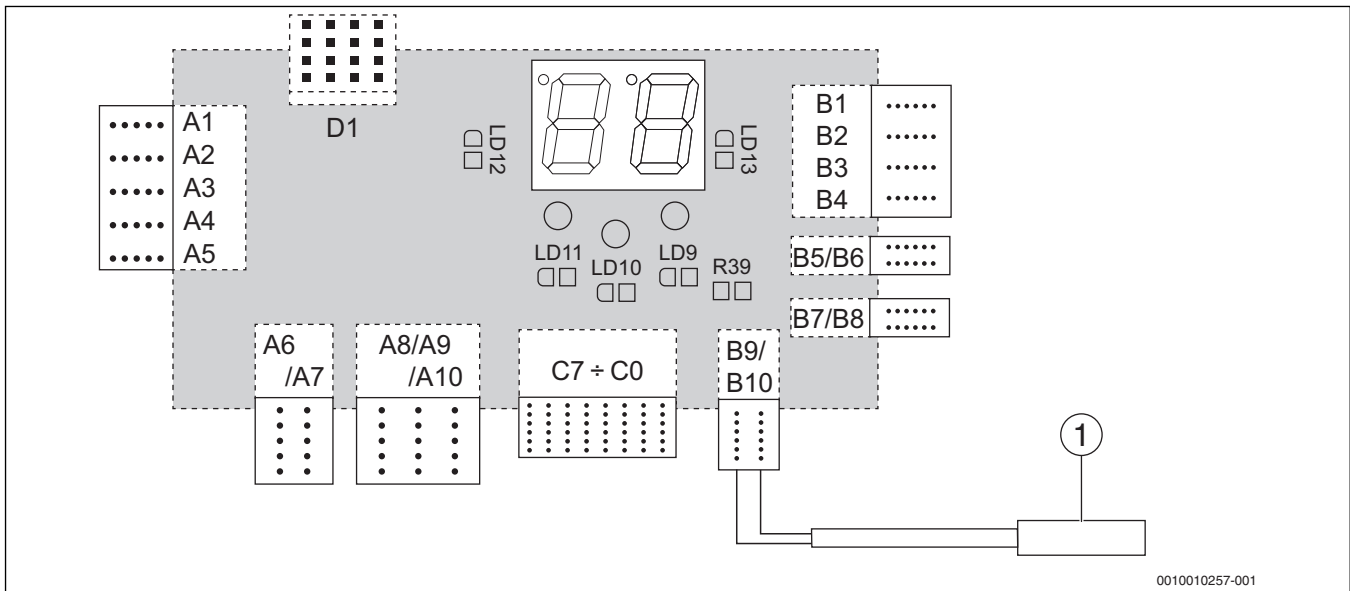 D1
A1
A2
A3
A4
A5
LD12
LD13
B1
B2
B3
B4
B5/B6
B7/B8
LD11
LD10
LD9
R39
A6
/A7
A8/A9
/A10
C7 ÷ C0
B9/
B10
1
0010010257-001